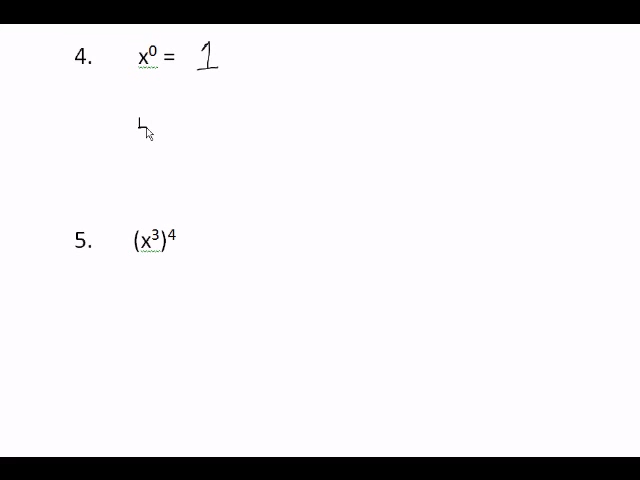 4. x⁰ = 1
5. (x³)⁴